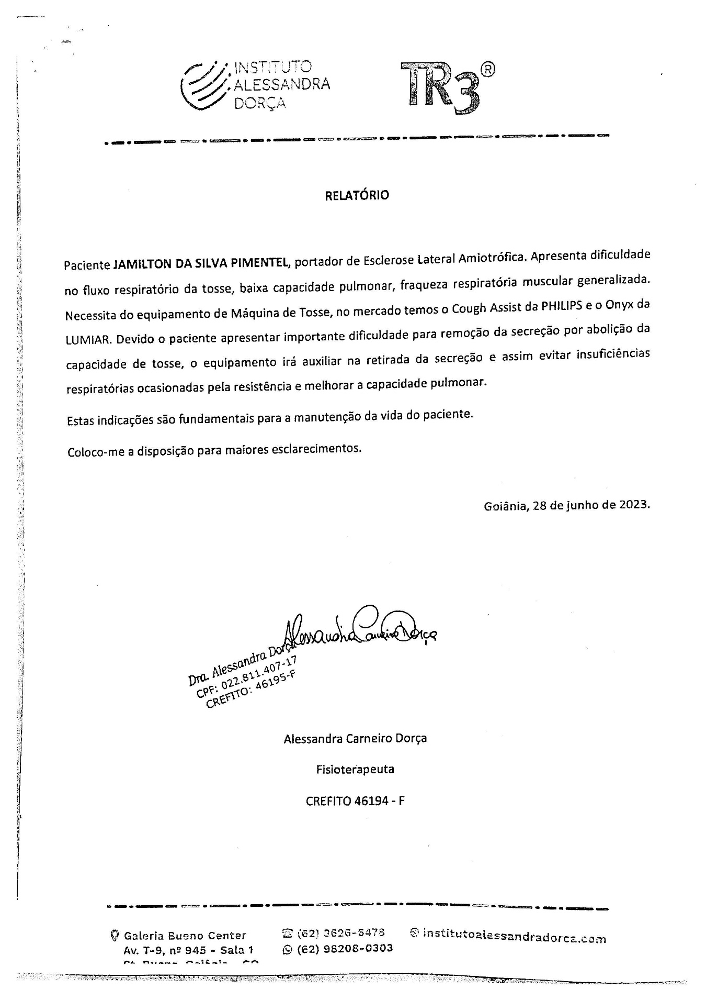 INSTITUTO
ALESSANDRA
DORÇA
TR3®
RELATÓRIO
Paciente JAMILTON DA SILVA PIMENTEL, portador de Esclerose Lateral Amiotrófica. Apresenta dificuldade
no fluxo respiratório da tosse, baixa capacidade pulmonar, fraqueza respiratória muscular generalizada.
Necessita do equipamento de Máquina de Tosse, no mercado temos o Cough Assist da PHILIPS e o Onyx da
LUMIAR. Devido o paciente apresentar importante dificuldade para remoção da secreção por abolição da
capacidade de tosse, o equipamento irá auxiliar na retirada da secreção e assim evitar insuficiências
respiratórias ocasionadas pela resistência e melhorar a capacidade pulmonar.
Estas indicações são fundamentais para a manutenção da vida do paciente.
Coloco-me a disposição para maiores esclarecimentos.
Goiânia, 28 de junho de 2023.
Alessandra Carneiro Dorça
Dra. Alessandra Dorça
CPF: 022.811.407-17
CREFITO: 46195-F
Alessandra Carneiro Dorça
Fisioterapeuta
CREFITO 46194 - F
Galeria Bueno Center
Av. T-9, nº 945 - Sala 1
(62) 3626-6478
(62) 98208-0303
institutoalessandradorca.com